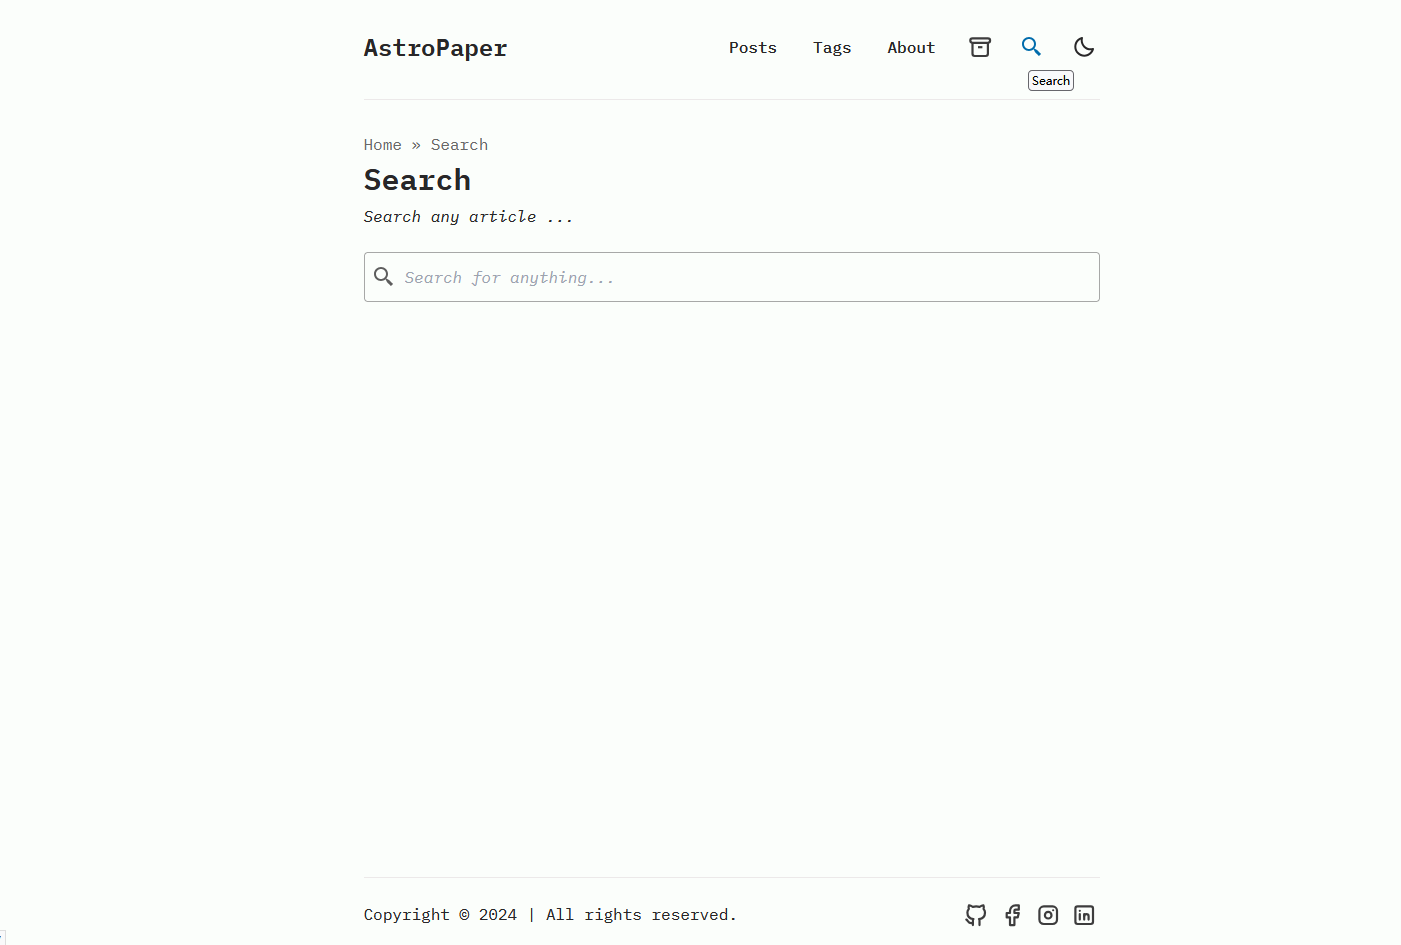 AstroPaper Posts Tags About
Search
Home » Search
Search
Search any article ...
Search for anything...
Copyright © 2024 | All rights reserved.